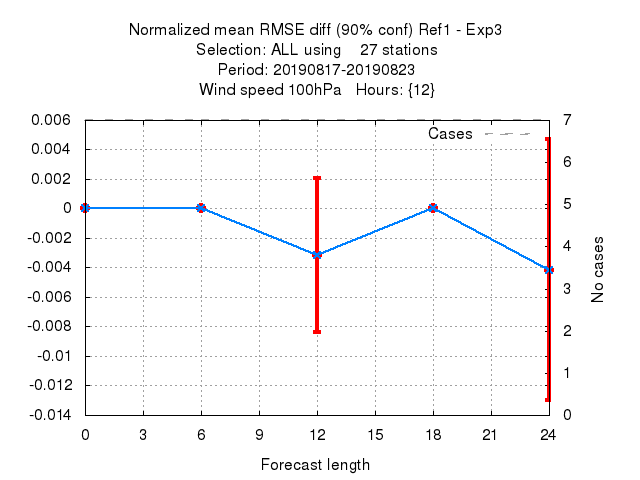 Normalized mean RMSE diff (90% conf) Ref1 - Exp3
Selection: ALL using    27 stations
Period: 20190817-20190823
Wind speed 100hPa   Hours: {12}
Cases
0.006
0.004
0.002
0
-0.002
-0.004
-0.006
-0.008
-0.01
-0.012
-0.014
7
6
5
4
3
2
1
0
No cases
0 3 6 9 12 15 18 21 24
Forecast length